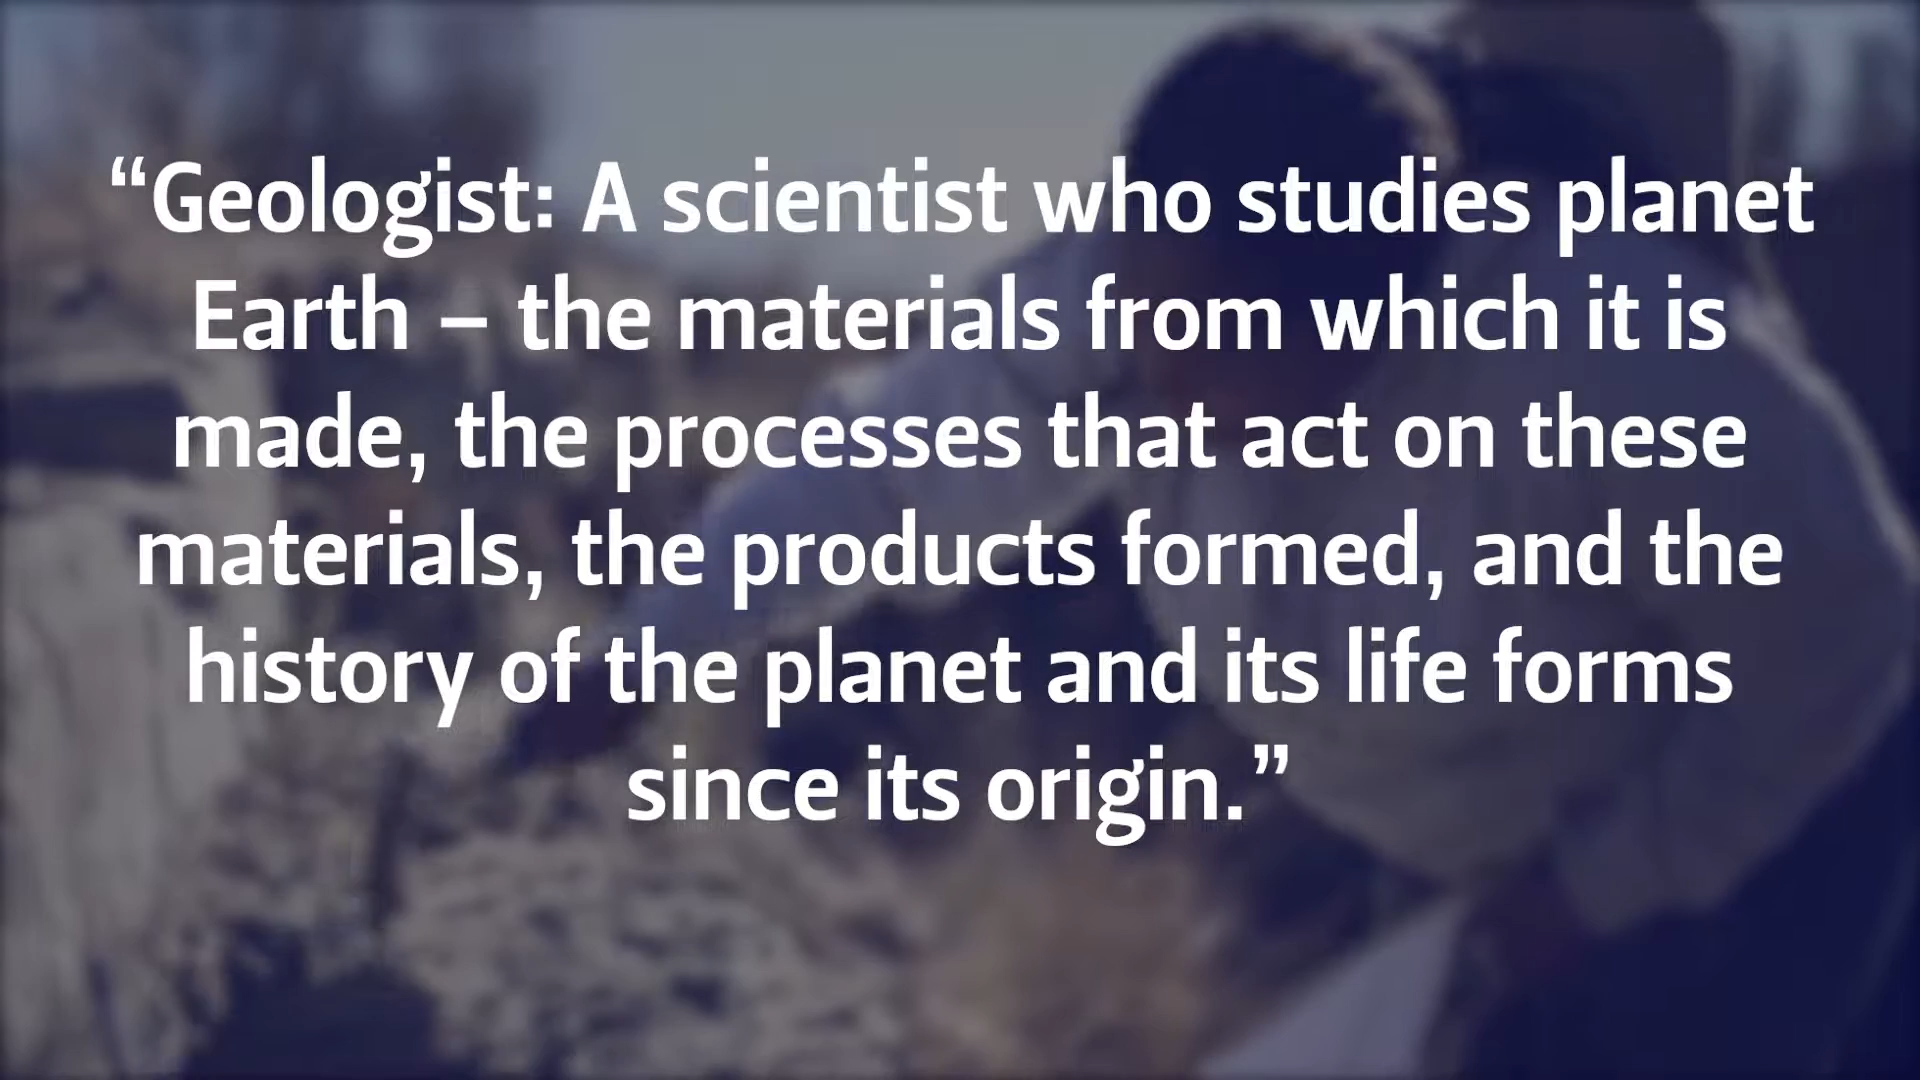 “Geologist: A scientist who studies planet
Earth – the materials from which it is
made, the processes that act on these
materials, the products formed, and the
history of the planet and its life forms
since its origin.”